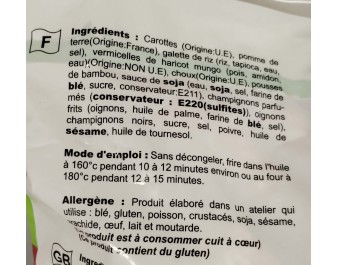 F
Ingrédients : Carottes (Origine:U.E), pomme de
terre(Origine:France), galette de riz (riz, tapioca, eau,
vermicelles de haricot mungo (pois, amidon,
eau)(Origine:NON U.E), choux(Origine:U.E), pousses
de bambou, sauce de soja (eau, soja, sel, farine de
blé, sucre, conservateur:E211), champignons parfu-
més (conservateur : E220(sulfites)), oignons
frits (oignons, huile de palme, farine de blé, sel),
champignons noirs, sucre, sel, poivre, huile de
sésame, huile de tournesol.
Mode d'emploi : Sans décongeler, frire dans l'huile
à 160°c pendant 10 à 12 minutes environ ou au four à
180°c pendant 12 à 15 minutes.
Allergène : Produit élaboré dans un atelier qui
utilise : blé, gluten, poisson, crustacés, soja, sésame,
arachide, œuf, lait et moutarde.
produit est à consommer cuit à cœur)
produit contient du gluten)
GR